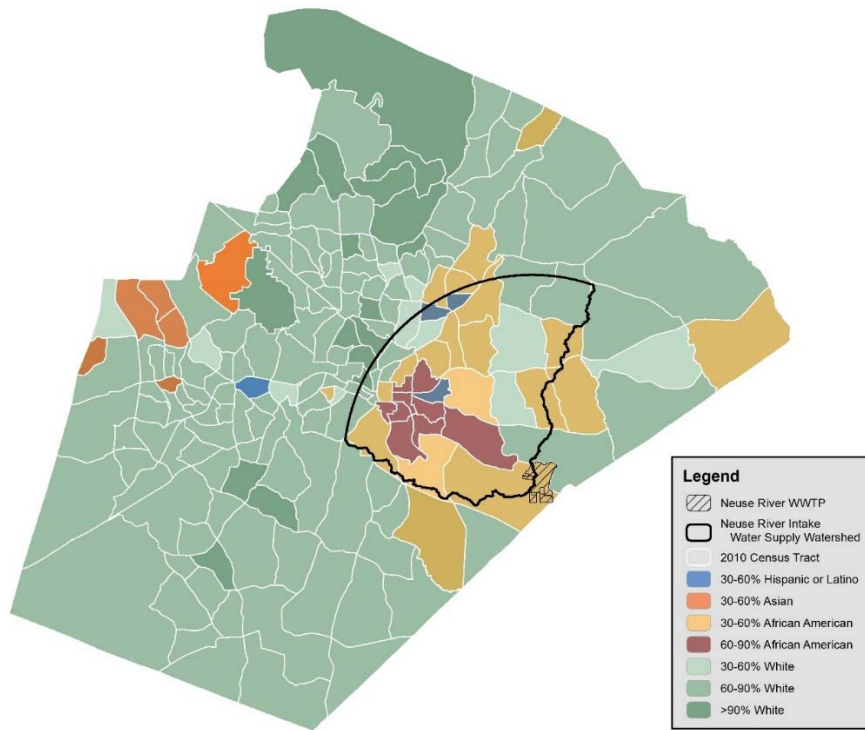 Legend
Neuse River WWTP
Neuse River Intake
Water Supply Watershed
2010 Census Tract
30-60% Hispanic or Latino
30-60% Asian
30-60% African American
60-90% African American
30-60% White
60-90% White
>90% White